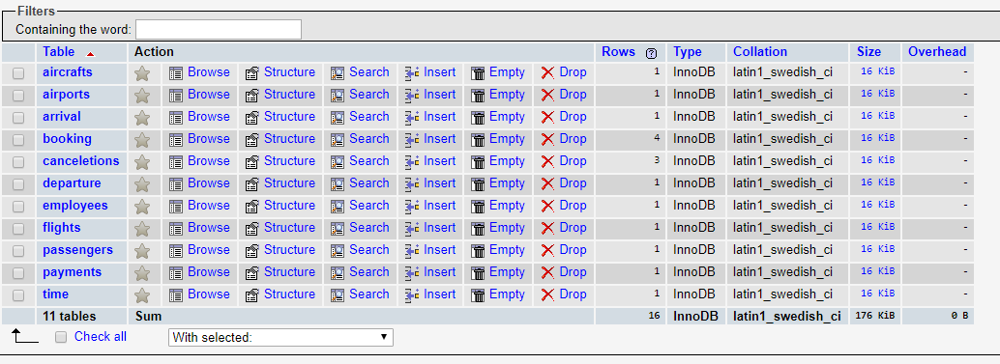 Filters
Containing the word:
Table Action Rows Type Collation Size Overhead
aircrafts Browse Structure Search Insert Empty Drop 1 InnoDB latin1_swedish_ci 16 KiB -
airports Browse Structure Search Insert Empty Drop 1 InnoDB latin1_swedish_ci 16 KiB -
arrival Browse Structure Search Insert Empty Drop 1 InnoDB latin1_swedish_ci 16 KiB -
booking Browse Structure Search Insert Empty Drop 4 InnoDB latin1_swedish_ci 16 KiB -
canceletions Browse Structure Search Insert Empty Drop 3 InnoDB latin1_swedish_ci 16 KiB -
departure Browse Structure Search Insert Empty Drop 1 InnoDB latin1_swedish_ci 16 KiB -
employees Browse Structure Search Insert Empty Drop 1 InnoDB latin1_swedish_ci 16 KiB -
flights Browse Structure Search Insert Empty Drop 1 InnoDB latin1_swedish_ci 16 KiB -
passengers Browse Structure Search Insert Empty Drop 1 InnoDB latin1_swedish_ci 16 KiB -
payments Browse Structure Search Insert Empty Drop 1 InnoDB latin1_swedish_ci 16 KiB -
time Browse Structure Search Insert Empty Drop 1 InnoDB latin1_swedish_ci 16 KiB -
11 tables Sum 16 InnoDB latin1_swedish_ci 176 KiB 0 B
Check all With selected: